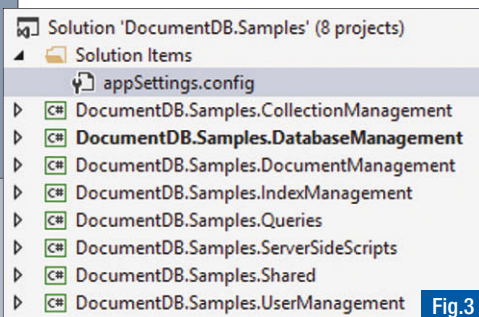 Solution 'DocumentDB.Samples' (8 projects)
Solution Items
appSettings.config
C# DocumentDB.Samples.CollectionManagement
C# DocumentDB.Samples.DatabaseManagement
C# DocumentDB.Samples.DocumentManagement
C# DocumentDB.Samples.IndexManagement
C# DocumentDB.Samples.Queries
C# DocumentDB.Samples.ServerSideScripts
C# DocumentDB.Samples.Shared
C# DocumentDB.Samples.UserManagement
Fig.3